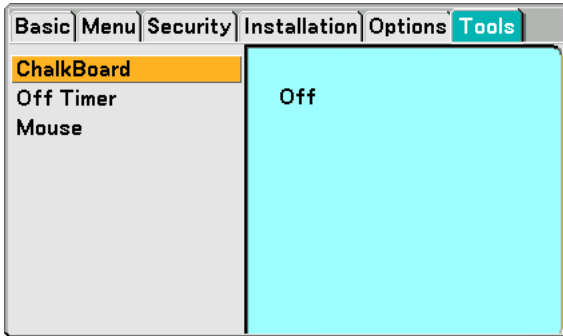 Basic Menu Security Installation Options Tools
ChalkBoard
Off Timer Off
Mouse